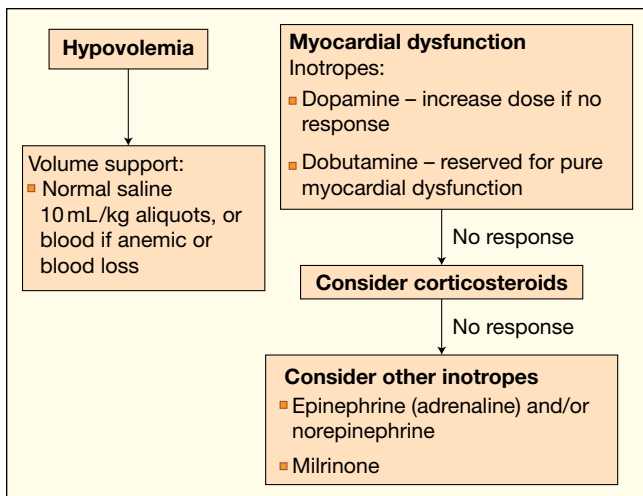 Hypovolemia
Volume support:
▪ Normal saline
10 mL/kg aliquots, or
blood if anemic or
blood loss
Myocardial dysfunction
Inotropes:
▪ Dopamine – increase dose if no
response
▪ Dobutamine – reserved for pure
myocardial dysfunction
No response
Consider corticosteroids
No response
Consider other inotropes
▪ Epinephrine (adrenaline) and/or
norepinephrine
▪ Milrinone